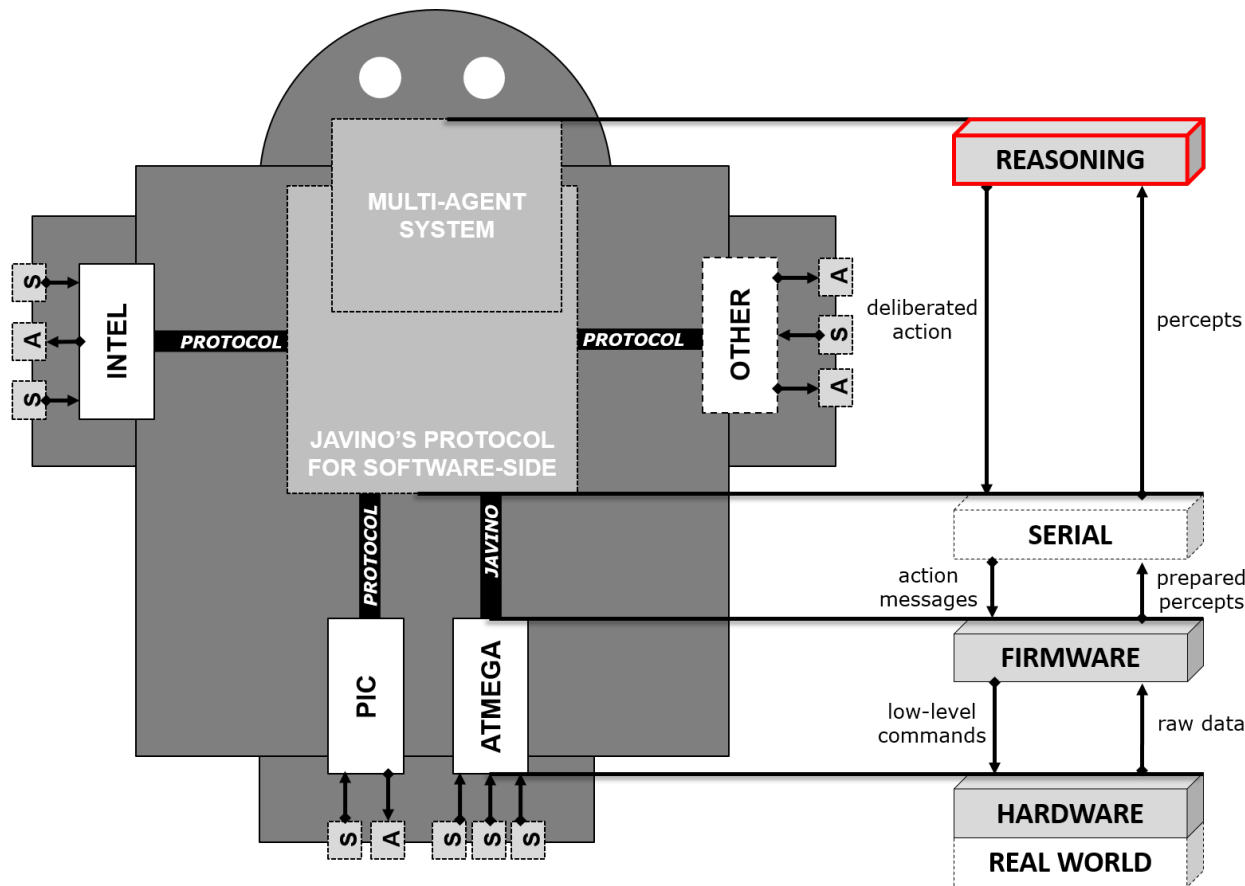 REASONING
MULTI-AGENT
SYSTEM
S
A
S
INTEL
PROTOCOL
PROTOCOL
OTHER
A
S
A
deliberated
action
percepts
JAVINO'S PROTOCOL
FOR SOFTWARE-SIDE
SERIAL
PROTOCOL
JAVINO
action
messages
prepared
percepts
PIC
ATMEGA
FIRMWARE
low-level
commands
raw data
S
A
S
S
S
HARDWARE
REAL WORLD